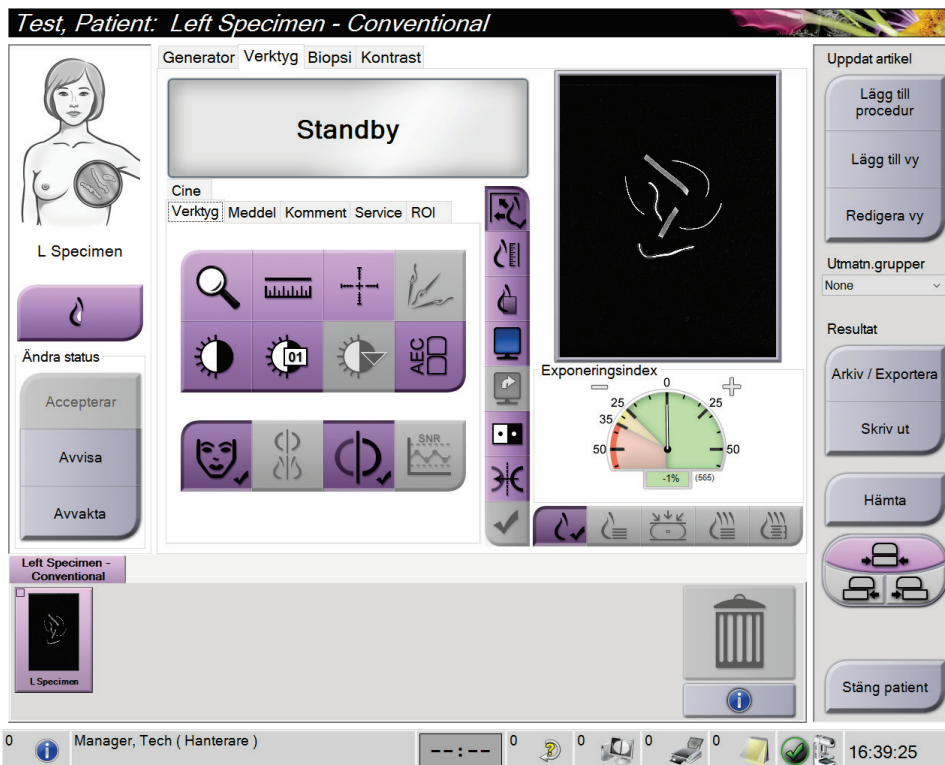 Test, Patient: Left Specimen - Conventional
Generator Verktyg Biopsi Kontrast
Standby
Cine
Verktyg Meddel Komment Service ROI
01
AEC
SNR
L Specimen
Ändra status
Accepterar
Avvisa
Avvakta
Exponeringsindex
0
25 25
35
50 50
-1% (565)
Uppdat artikel
Lägg till
procedur
Lägg till vy
Redigera vy
Utmatn.grupper
None
Resultat
Arkiv / Exportera
Skriv ut
Hämta
Stäng patient
Left Specimen -
Conventional
L Specimen
0 Manager, Tech ( Hanterare ) --:-- 0 0 0 0 16:39:25